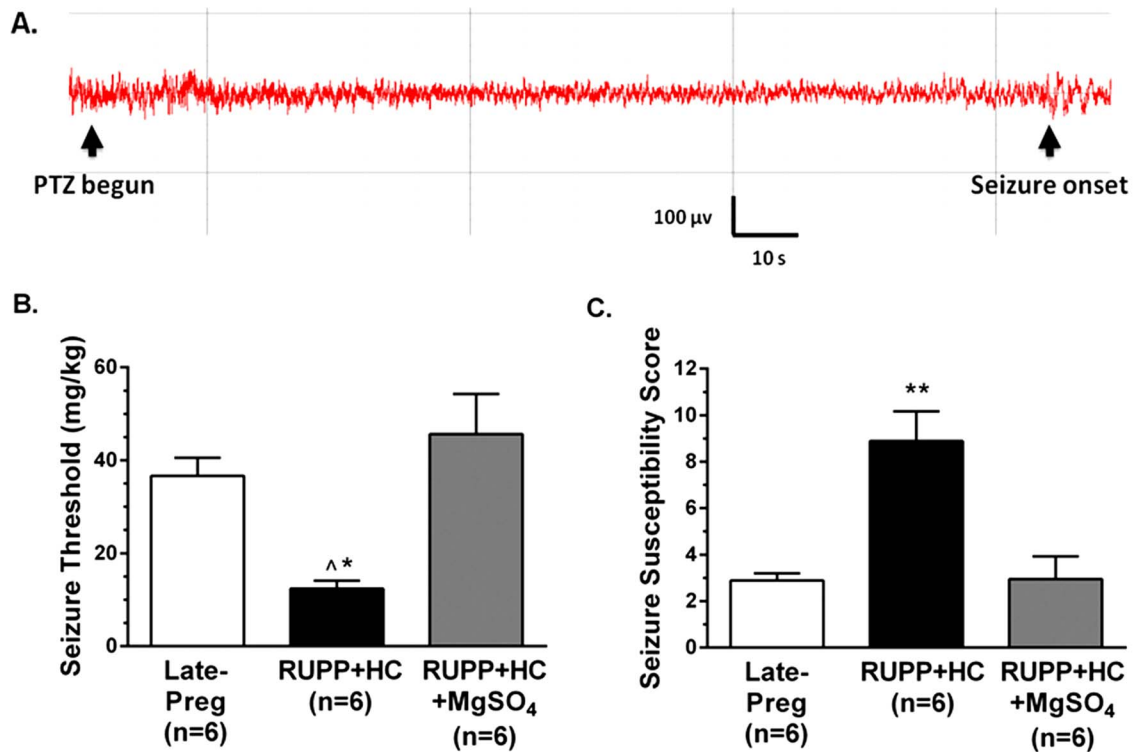 A.
PTZ begun
Seizure onset
100 µv
10 s
B.
Seizure Threshold (mg/kg)
60
40
20
0
^ *
Late-
Preg
(n=6)
RUPP+HC
(n=6)
RUPP+HC
+MgSO₄
(n=6)
C.
Seizure Susceptibility Score
12
10
8
6
4
2
0
**
Late-
Preg
(n=6)
RUPP+HC
(n=6)
RUPP+HC
+MgSO₄
(n=6)